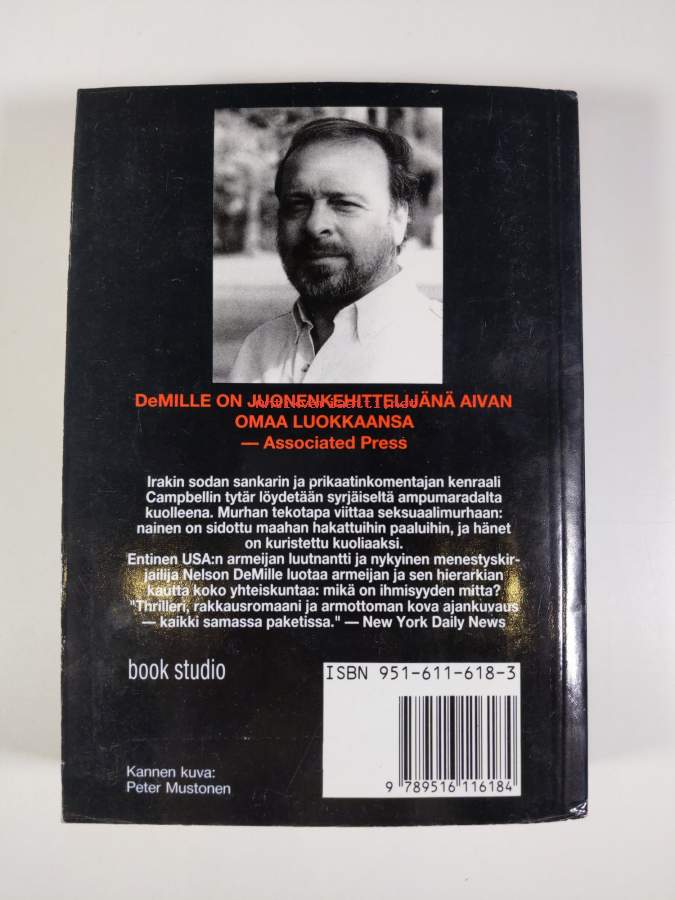 DeMILLE ON JUONENKEHITTELIJÄNÄ AIVAN
OMAA LUOKKAANSA
— Associated Press
Irakin sodan sankarin ja prikaatinkomentajan kenraali
Campbellin tytär löydetään syrjäiseltä ampumaradalta
kuolleena. Murhan tekotapa viittaa seksuaalimurhaan:
nainen on sidottu maahan hakattuihin paaluihin, ja hänet
on kuristettu kuoliaaksi.
Entinen USA:n armeijan luutnantti ja nykyinen menestyskir-
jailija Nelson DeMille luotaa armeijan ja sen hierarkian
kautta koko yhteiskuntaa: mikä on ihmisyyden mitta?
"Thrilleri, rakkausromaani ja armottoman kova ajankuvaus
— kaikki samassa paketissa." — New York Daily News
book studio
ISBN 951-611-618-3
9 789516 116184
Kannen kuva:
Peter Mustonen